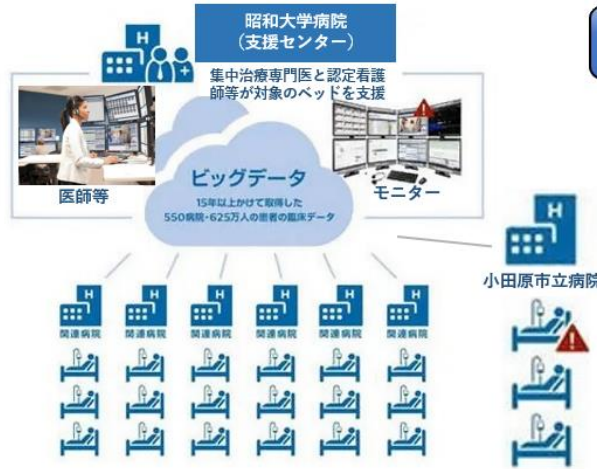 昭和大学病院
（支援センター）
集中治療専門医と認定看護
師等が対象のベッドを支援
医師等
モニター
ビッグデータ
15年以上かけて取得した
550病院・625万人の患者の臨床データ
小田原市立病院
関連病院 関連病院 関連病院 関連病院 関連病院 関連病院